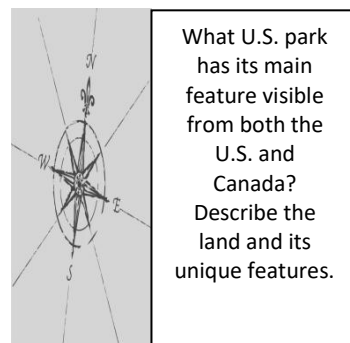 N
W
E
S
What U.S. park
has its main
feature visible
from both the
U.S. and
Canada?
Describe the
land and its
unique features.